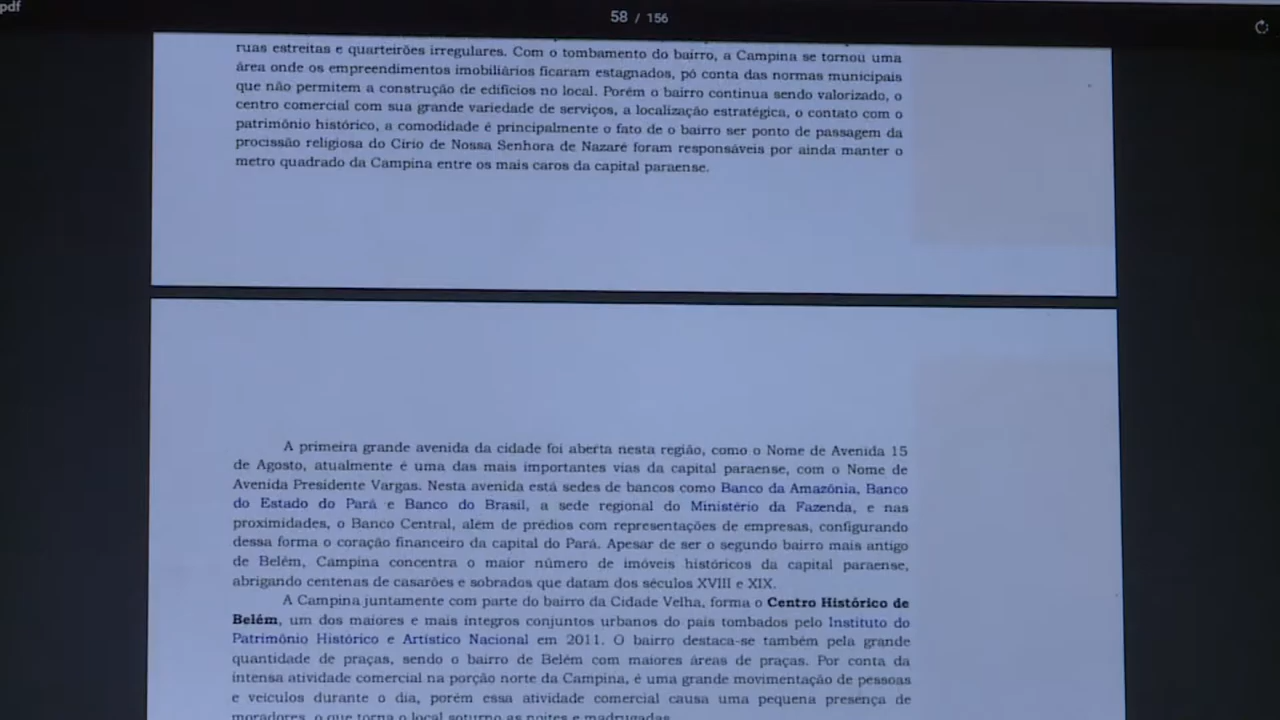 pdf
58 / 156
ruas estreitas e quarteirões irregulares. Com o tombamento do bairro, a Campina se tornou uma
área onde os empreendimentos imobiliários ficaram estagnados, pó conta das normas municipais
que não permitem a construção de edifícios no local. Porém o bairro continua sendo valorizado, o
centro comercial com sua grande variedade de serviços, a localização estratégica, o contato com o
patrimônio histórico, a comodidade é principalmente o fato de o bairro ser ponto de passagem da
procissão religiosa do Círio de Nossa Senhora de Nazaré foram responsáveis por ainda manter o
metro quadrado da Campina entre os mais caros da capital paraense.
A primeira grande avenida da cidade foi aberta nesta região, como o Nome de Avenida 15
de Agosto, atualmente é uma das mais importantes vias da capital paraense, com o Nome de
Avenida Presidente Vargas. Nesta avenida está sedes de bancos como Banco da Amazônia, Banco
do Estado do Pará e Banco do Brasil, a sede regional do Ministério da Fazenda, e nas
proximidades, o Banco Central, além de prédios com representações de empresas, configurando
dessa forma o coração financeiro da capital do Pará. Apesar de ser o segundo bairro mais antigo
de Belém, Campina concentra o maior número de imóveis históricos da capital paraense,
abrigando centenas de casarões e sobrados que datam dos séculos XVIII e XIX.
A Campina juntamente com parte do bairro da Cidade Velha, forma o Centro Histórico de
Belém, um dos maiores e mais íntegros conjuntos urbanos do país tombados pelo Instituto do
Patrimônio Histórico e Artístico Nacional em 2011. O bairro destaca-se também pela grande
quantidade de praças, sendo o bairro de Belém com maiores áreas de praças. Por conta da
intensa atividade comercial na porção norte da Campina, é uma grande movimentação de pessoas
e veículos durante o dia, porém essa atividade comercial causa uma pequena presença de
moradores, o que torna o local soturno as noites e madrugadas